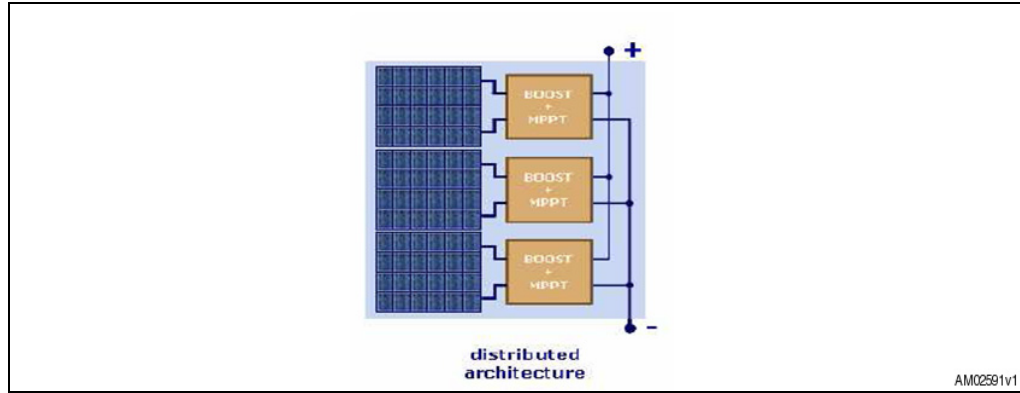 +
BOOST
+
MPPT
BOOST
+
MPPT
BOOST
+
MPPT
-
distributed
architecture
AM02591v1